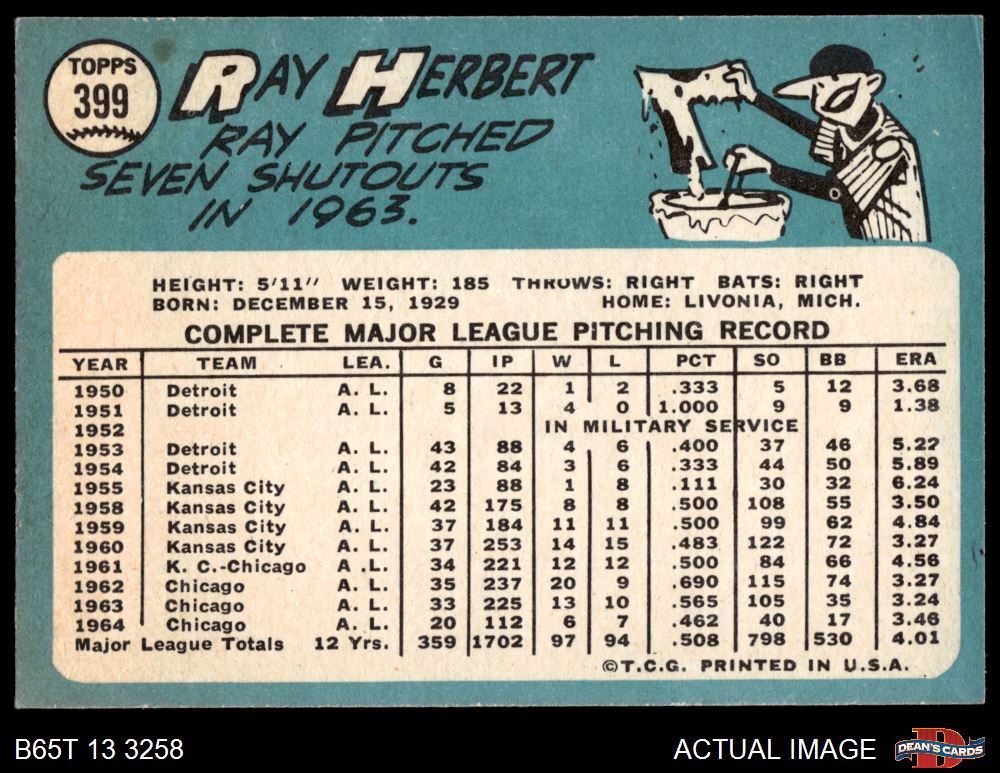 TOPPS
399
RAY HERBERT
RAY PITCHED
SEVEN SHUTOUTS
IN 1963.
HEIGHT: 5'11" WEIGHT: 185 THROWS: RIGHT BATS: RIGHT
BORN: DECEMBER 15, 1929 HOME: LIVONIA, MICH.
COMPLETE MAJOR LEAGUE PITCHING RECORD
YEAR TEAM LEA. G IP W L PCT SO BB ERA
1950 Detroit A. L. 8 22 1 2 .333 5 12 3.68
1951 Detroit A. L. 5 13 4 0 1.000 9 9 1.38
1952 IN MILITARY SERVICE
1953 Detroit A. L. 43 88 4 6 .400 37 46 5.22
1954 Detroit A. L. 42 84 3 6 .333 44 50 5.89
1955 Kansas City A. L. 23 88 1 8 .111 30 32 6.24
1958 Kansas City A. L. 42 175 8 8 .500 108 55 3.50
1959 Kansas City A. L. 37 184 11 11 .500 99 62 4.84
1960 Kansas City A. L. 37 253 14 15 .483 122 72 3.27
1961 K. C.-Chicago A .L. 34 221 12 12 .500 84 66 4.56
1962 Chicago A. L. 35 237 20 9 .690 115 74 3.27
1963 Chicago A. L. 33 225 13 10 .565 105 35 3.24
1964 Chicago A. L. 20 112 6 7 .462 40 17 3.46
Major League Totals 12 Yrs. 359 1702 97 94 .508 798 530 4.01
©T.C.G. PRINTED IN U.S.A.
B65T 13 3258 ACTUAL IMAGE
D
DEAN'S CARDS